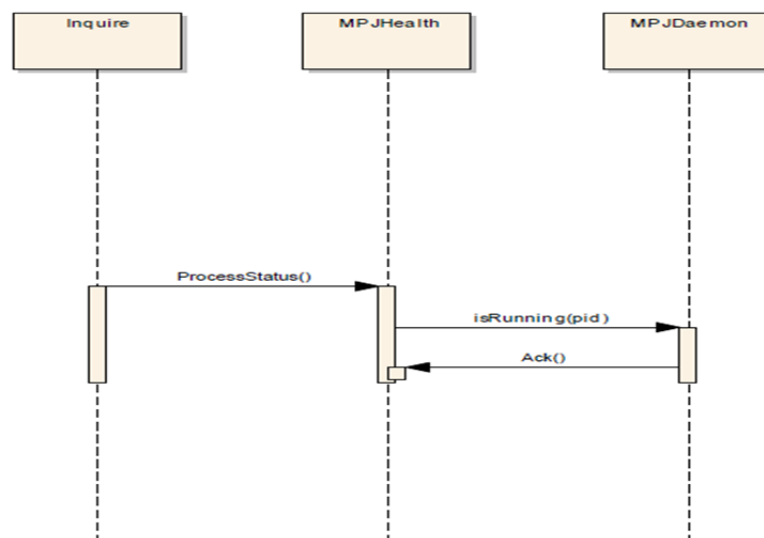 Inquire
MPJHealth
MPJDaemon
ProcessStatus()
isRunning(pid)
Ack()